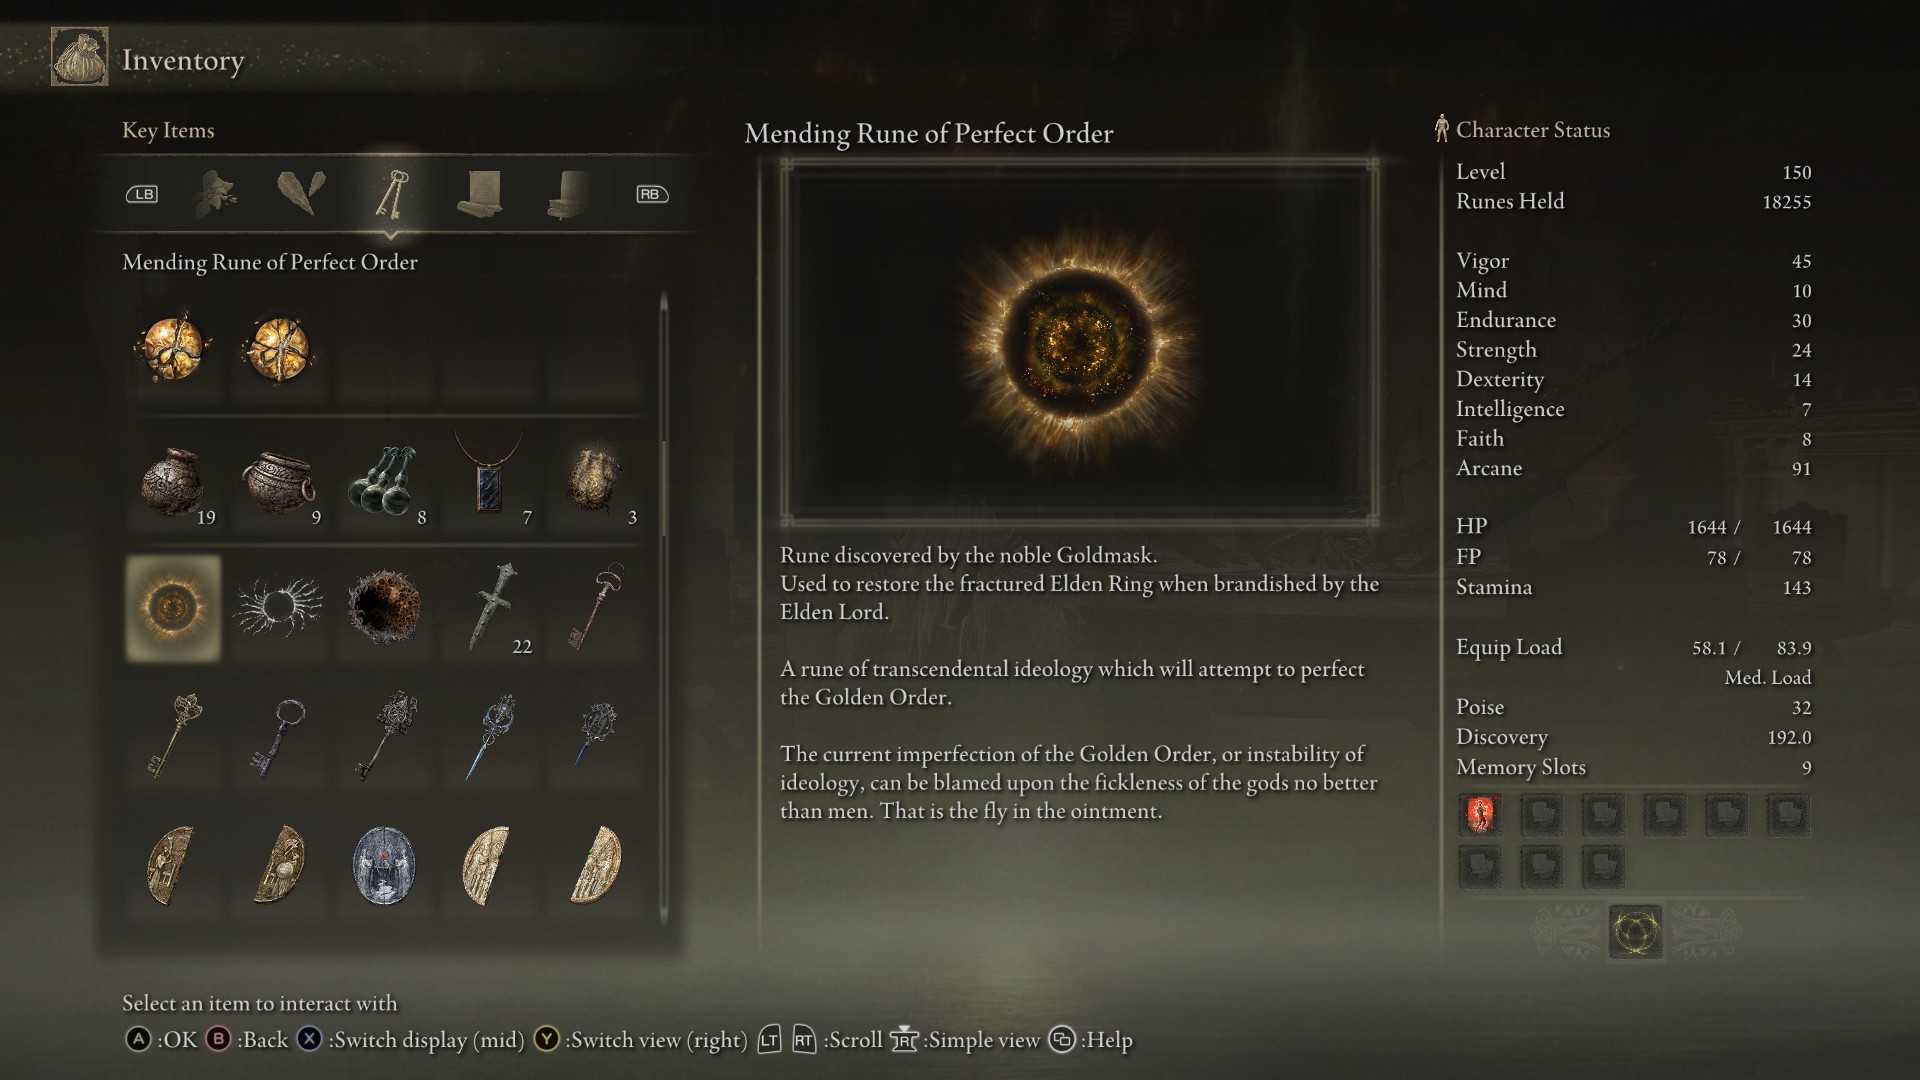 Inventory
Key Items
LB
RB
Mending Rune of Perfect Order
19
9
8
7
3
22
Mending Rune of Perfect Order
Rune discovered by the noble Goldmask.
Used to restore the fractured Elden Ring when brandished by the
Elden Lord.
A rune of transcendental ideology which will attempt to perfect
the Golden Order.
The current imperfection of the Golden Order, or instability of
ideology, can be blamed upon the fickleness of the gods no better
than men. That is the fly in the ointment.
Character Status
Level 150
Runes Held 18255
Vigor 45
Mind 10
Endurance 30
Strength 24
Dexterity 14
Intelligence 7
Faith 8
Arcane 91
HP 1644 / 1644
FP 78 / 78
Stamina 143
Equip Load 58.1 / 83.9
Med. Load
Poise 32
Discovery 192.0
Memory Slots 9
Select an item to interact with
A :OK B :Back X :Switch display (mid) Y :Switch view (right) LT RT :Scroll R :Simple view :Help